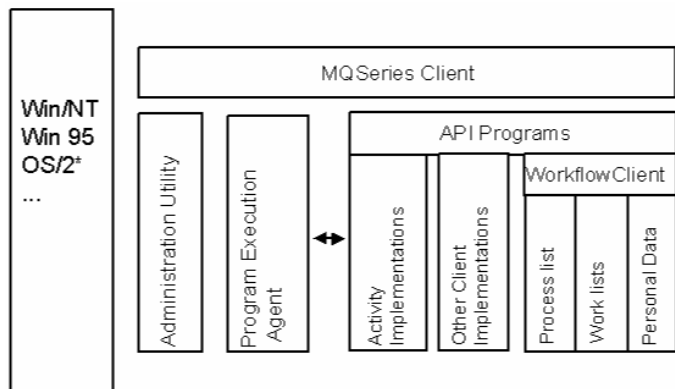 Win/NT
Win 95
OS/2*
...
MQSeries Client
Administration Utility
Program Execution
Agent
API Programs
Activity
Implementations
Other Client
Implementations
WorkflowClient
Process list
Work lists
Personal Data